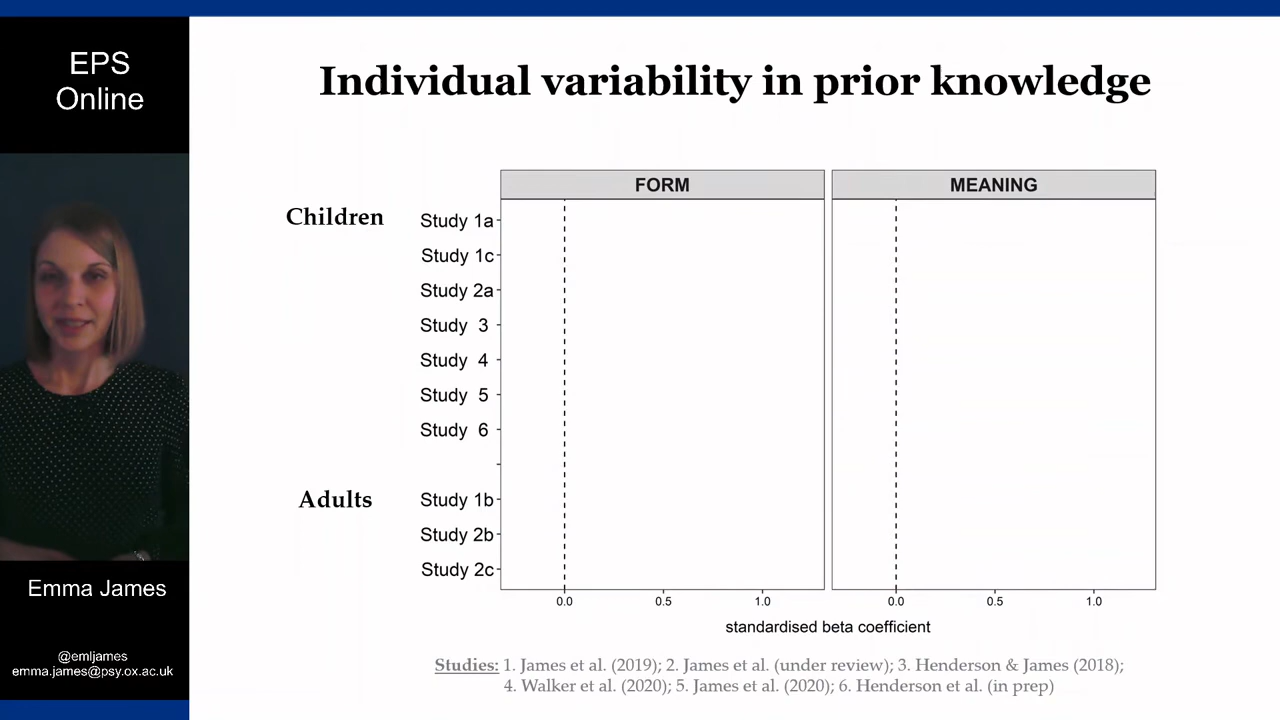 EPS
Online
Individual variability in prior knowledge
FORM
MEANING
Children
Study 1a
Study 1c
Study 2a
Study 3
Study 4
Study 5
Study 6
Adults
Study 1b
Study 2b
Study 2c
0.0 0.5 1.0
0.0 0.5 1.0
standardised beta coefficient
Emma James
@emljames
emma.james@psy.ox.ac.uk
Studies: 1. James et al. (2019); 2. James et al. (under review); 3. Henderson & James (2018);
4. Walker et al. (2020); 5. James et al. (2020); 6. Henderson et al. (in prep)